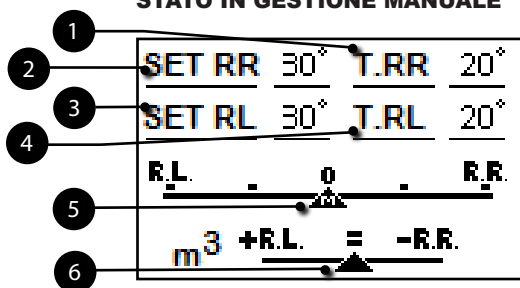 STATO IN GESTIONE MANUALE
1
2
SET RR 30° T.RR 20°
3
SET RL 30° T.RL 20°
4
R.L. 0 R.R.
M
5
m3 +R.L. = -R.R.
6